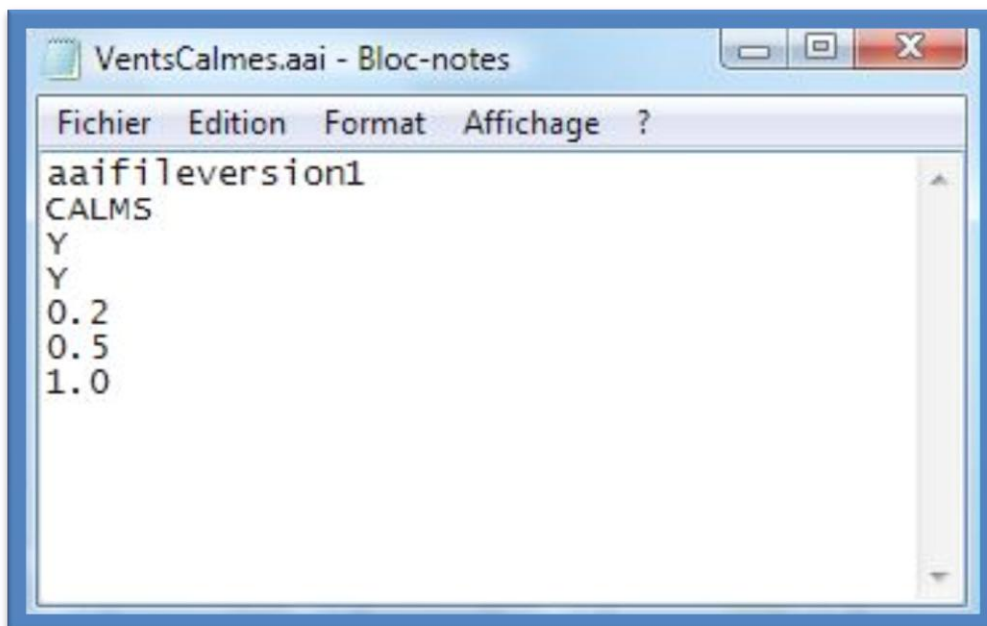 VentsCalmes.aai - Bloc-notes
Fichier Edition Format Affichage ?
aaifileversion1
CALMS
Y
Y
0.2
0.5
1.0